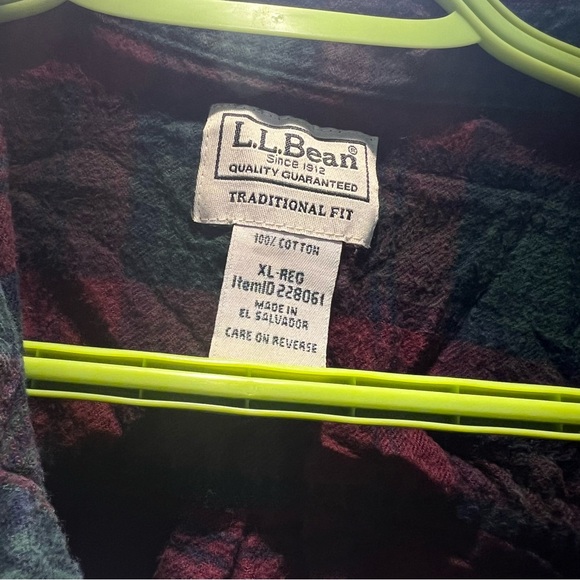 L.L.Bean®
Since 1912
QUALITY GUARANTEED
TRADITIONAL FIT
100% COTTON
XL-REG
ItemID 228061
MADE IN
EL SALVADOR
CARE ON REVERSE